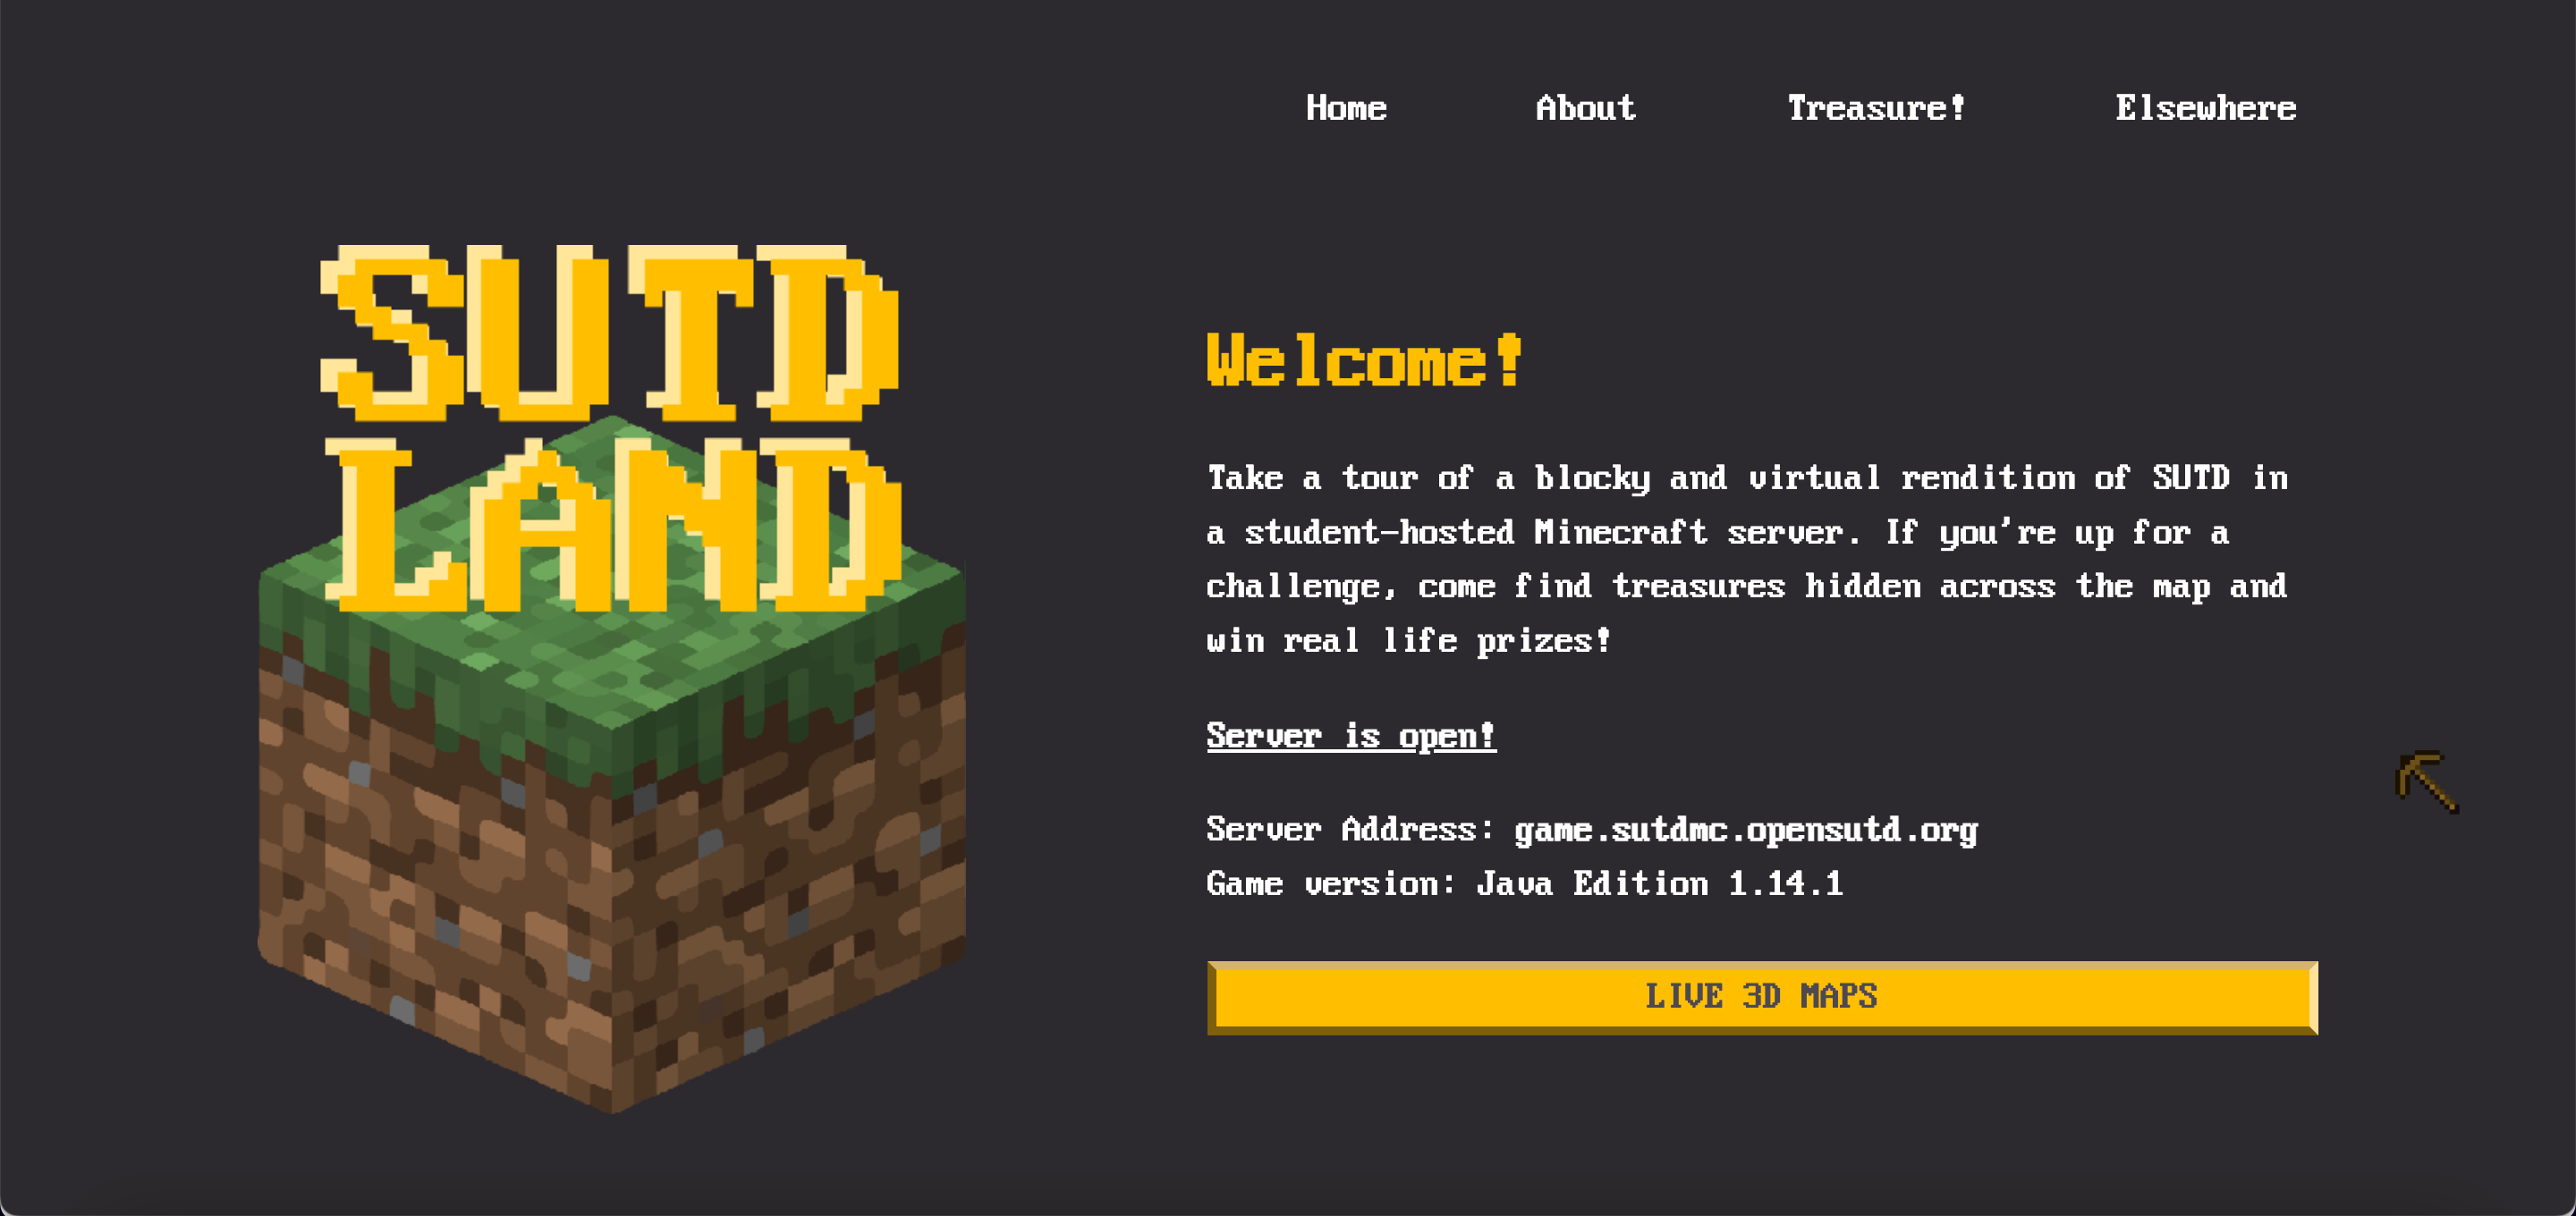 Home About Treasure! Elsewhere
SUTD
LAND
Welcome!
Take a tour of a blocky and virtual rendition of SUTD in
a student-hosted Minecraft server. If you're up for a
challenge, come find treasures hidden across the map and
win real life prizes!
Server is open!
Server Address: game.sutdmc.opensutd.org
Game version: Java Edition 1.14.1
LIVE 3D MAPS